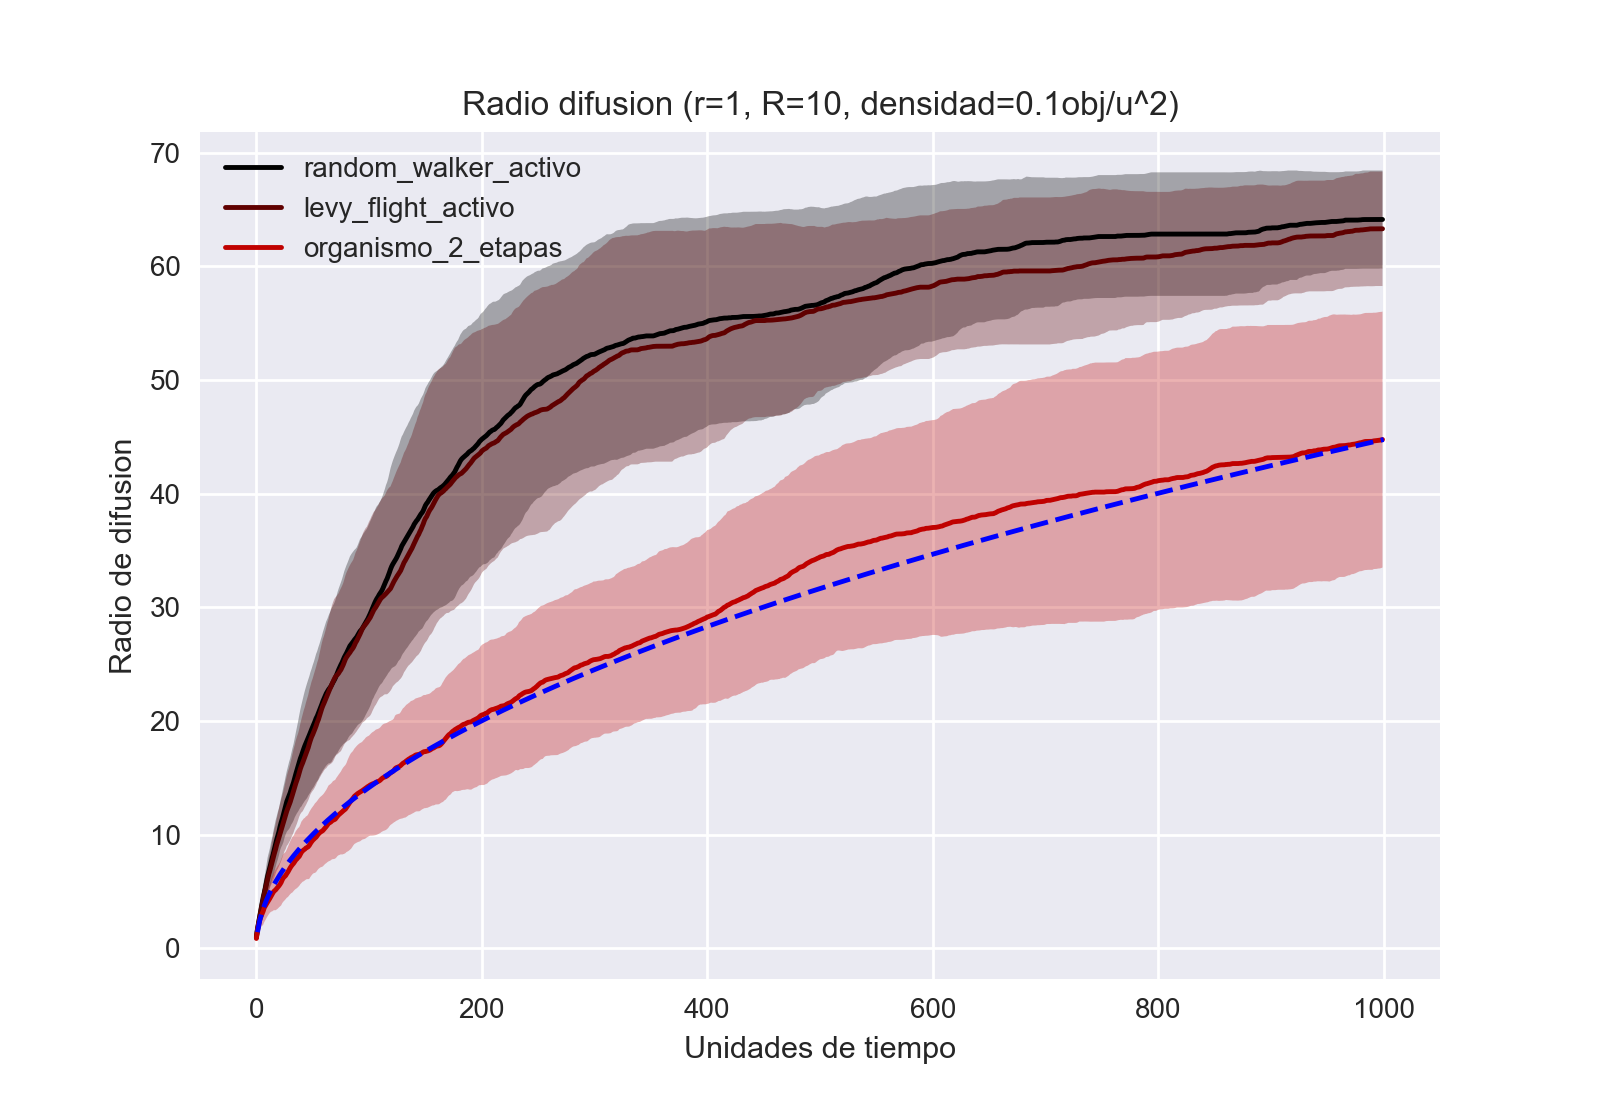 Radio difusion (r=1, R=10, densidad=0.1obj/u^2)
random_walker_activo
levy_flight_activo
organismo_2_etapas
70
60
50
40
30
20
10
0
Radio de difusion
0 200 400 600 800 1000
Unidades de tiempo